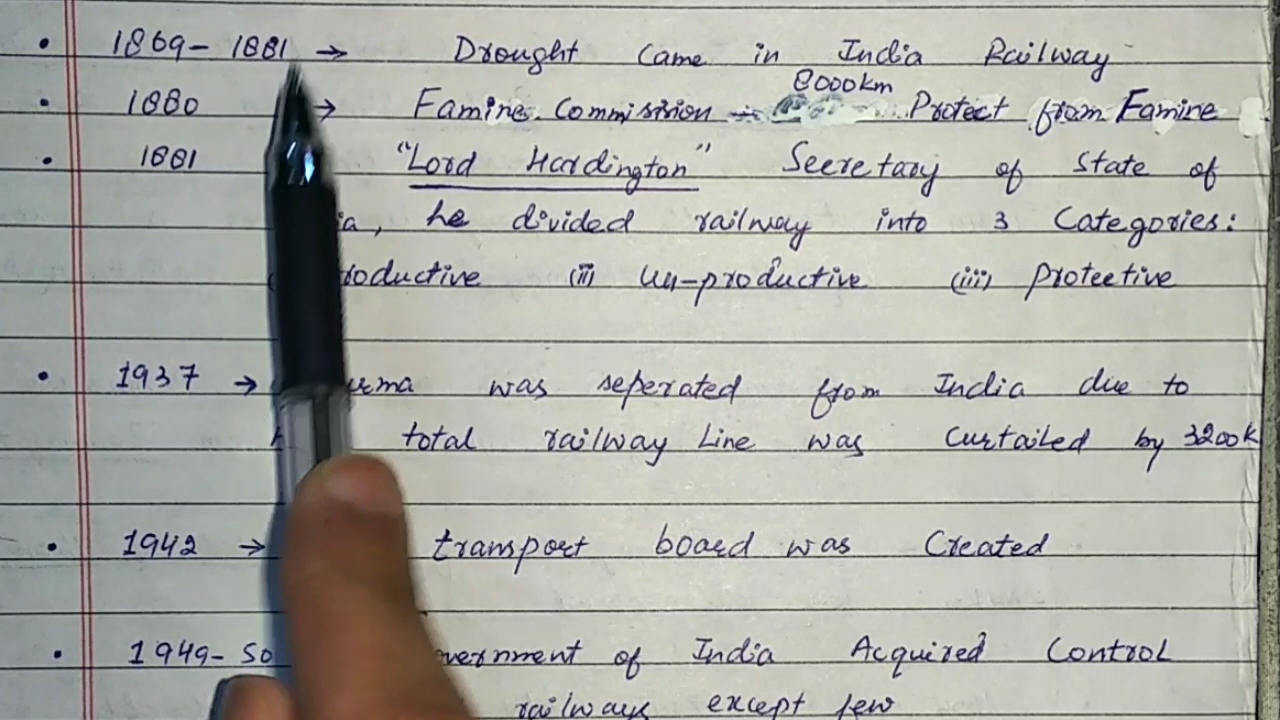 • 1869- 1881 → Drought Came in India Railway
8000km
• 1880 → Famine Commission Protect from Famine
• 1881 "Lord Hardington" Secretary of State of
he divided railway into 3 Categories:
(ii) un-productive (iii) Protective
• 1937 → was seperated from India due to
total railway Line was Curtailed by 3200k
• 1942 → transport board was Created
• 1949- 50 of India Acquired Control
railways except few